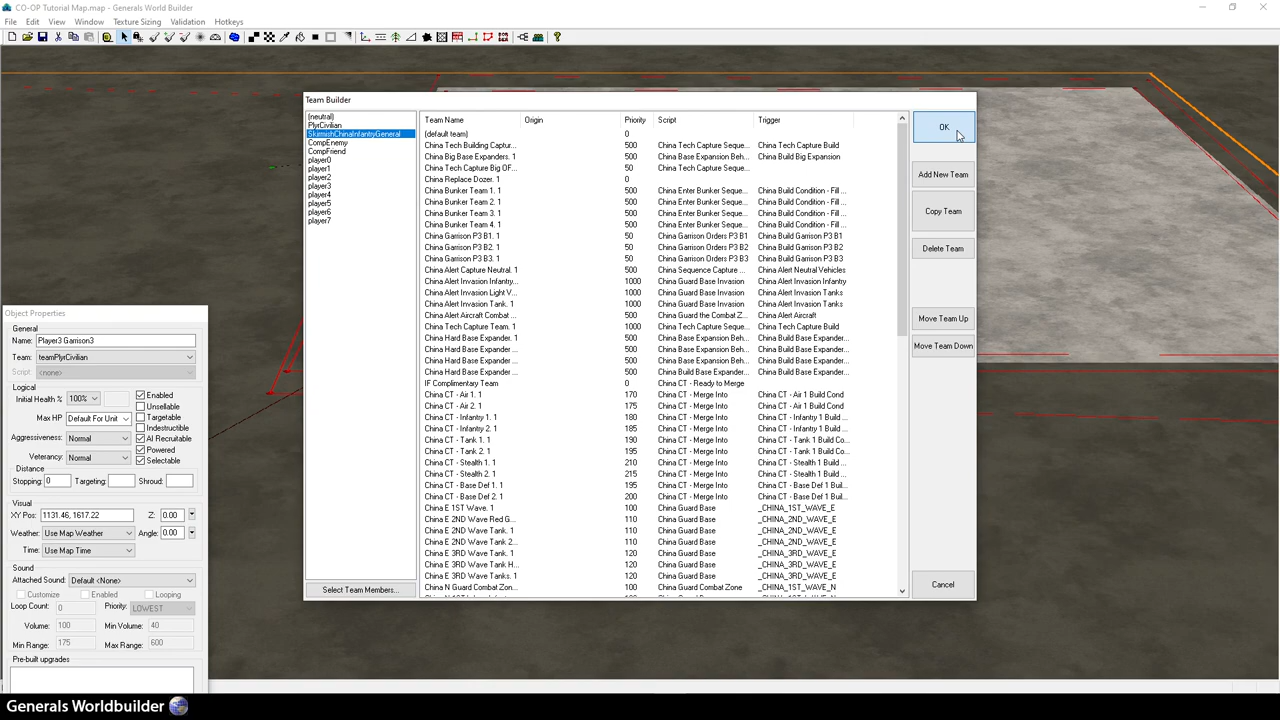 CO-OP Tutorial Map.map - Generals World Builder
File Edit View Window Texture Sizing Validation Hotkeys
Team Builder
(neutral)
PlyrCivilian
SkirmishChinaInfantryGeneral
CompEnemy
CompFriend
player0
player1
player2
player3
player4
player5
player6
player7
Select Team Members...
Team Name Origin Priority Script Trigger
(default team) 0
China Tech Building Captur... 500 China Tech Capture Seque... China Tech Capture Build
China Big Base Expanders. 1 500 China Base Expansion Beh... China Build Big Expansion
China Tech Capture Big OF... 50 China Tech Capture Seque...
China Replace Dozer. 1 0
China Bunker Team 1. 1 500 China Enter Bunker Seque... China Build Condition - Fill ...
China Bunker Team 2. 1 500 China Enter Bunker Seque... China Build Condition - Fill ...
China Bunker Team 3. 1 500 China Enter Bunker Seque... China Build Condition - Fill ...
China Bunker Team 4. 1 500 China Enter Bunker Seque... China Build Condition - Fill ...
China Garrison P3 B1. 1 50 China Garrison Orders P3 B1 China Build Garrison P3 B1
China Garrison P3 B2. 1 50 China Garrison Orders P3 B2 China Build Garrison P3 B2
China Garrison P3 B3. 1 50 China Garrison Orders P3 B3 China Build Garrison P3 B3
China Alert Capture Neutral. 1 500 China Sequence Capture ... China Alert Neutral Vehicles
China Alert Invasion Infantry... 1000 China Guard Base Invasion China Alert Invasion Infantry
China Alert Invasion Light V... 1000 China Guard Base Invasion China Alert Invasion Tanks
China Alert Invasion Tank. 1 1000 China Guard Base Invasion China Alert Invasion Tanks
China Alert Aircraft Combat ... 500 China Guard the Combat Z... China Alert Aircraft
China Tech Capture Team. 1 1000 China Tech Capture Seque... China Tech Capture Build
China Hard Base Expander. 1 500 China Base Expansion Beh... China Build Base Expander...
China Hard Base Expander ... 500 China Base Expansion Beh... China Build Base Expander...
China Hard Base Expander ... 500 China Base Expansion Beh... China Build Base Expander...
China Hard Base Expander ... 500 China Build Base Expander... China Build Base Expander...
IF Complimentary Team 0 China CT - Ready to Merge
China CT - Air 1. 1 170 China CT - Merge Into China CT - Air 1 Build Cond
China CT - Air 2. 1 175 China CT - Merge Into China CT - Air 1 Build Cond
China CT - Infantry 1. 1 180 China CT - Merge Into China CT - Infantry 1 Build ...
China CT - Infantry 2. 1 185 China CT - Merge Into China CT - Infantry 1 Build ...
China CT - Tank 1. 1 190 China CT - Merge Into China CT - Tank 1 Build Co...
China CT - Tank 2. 1 195 China CT - Merge Into China CT - Tank 1 Build Co...
China CT - Stealth 1. 1 210 China CT - Merge Into China CT - Stealth 1 Build ...
China CT - Stealth 2. 1 215 China CT - Merge Into China CT - Stealth 1 Build ...
China CT - Base Def 1. 1 195 China CT - Merge Into China CT - Base Def 1 Buil...
China CT - Base Def 2. 1 200 China CT - Merge Into China CT - Base Def 1 Buil...
China E 1ST Wave. 1 100 China Guard Base _CHINA_1ST_WAVE_E
China E 2ND Wave Red G... 110 China Guard Base _CHINA_2ND_WAVE_E
China E 2ND Wave Tank. 1 110 China Guard Base _CHINA_2ND_WAVE_E
China E 2ND Wave Tank 2... 110 China Guard Base _CHINA_2ND_WAVE_E
China E 3RD Wave Tank. 1 120 China Guard Base _CHINA_3RD_WAVE_E
China E 3RD Wave Tank H... 120 China Guard Base _CHINA_3RD_WAVE_E
China E 3RD Wave Tanks. 1 120 China Guard Base _CHINA_3RD_WAVE_E
China N Guard Combat Zon... 100 China Guard Combat Zone _CHINA_1ST_WAVE_N
OK
Add New Team
Copy Team
Delete Team
Move Team Up
Move Team Down
Cancel
Object Properties
General
Name: Player3 Garrison3
Team: teamPlyrCivilian
Script: <none>
Logical
Initial Health % 100%
Max HP Default For Unit
Aggressiveness: Normal
Veterancy: Normal
Enabled
Unsellable
Targetable
Indestructible
AI Recruitable
Powered
Selectable
Distance
Stopping: 0 Targeting: Shroud:
Visual
XY Pos: 1131.46, 1617.22 Z: 0.00
Weather: Use Map Weather Angle: 0.00
Time: Use Map Time
Sound
Attached Sound: Default <None>
Customize Enabled Looping
Loop Count: 0 Priority: LOWEST
Volume: 100 Min Volume: 40
Min Range: 175 Max Range: 600
Pre-built upgrades
Generals Worldbuilder